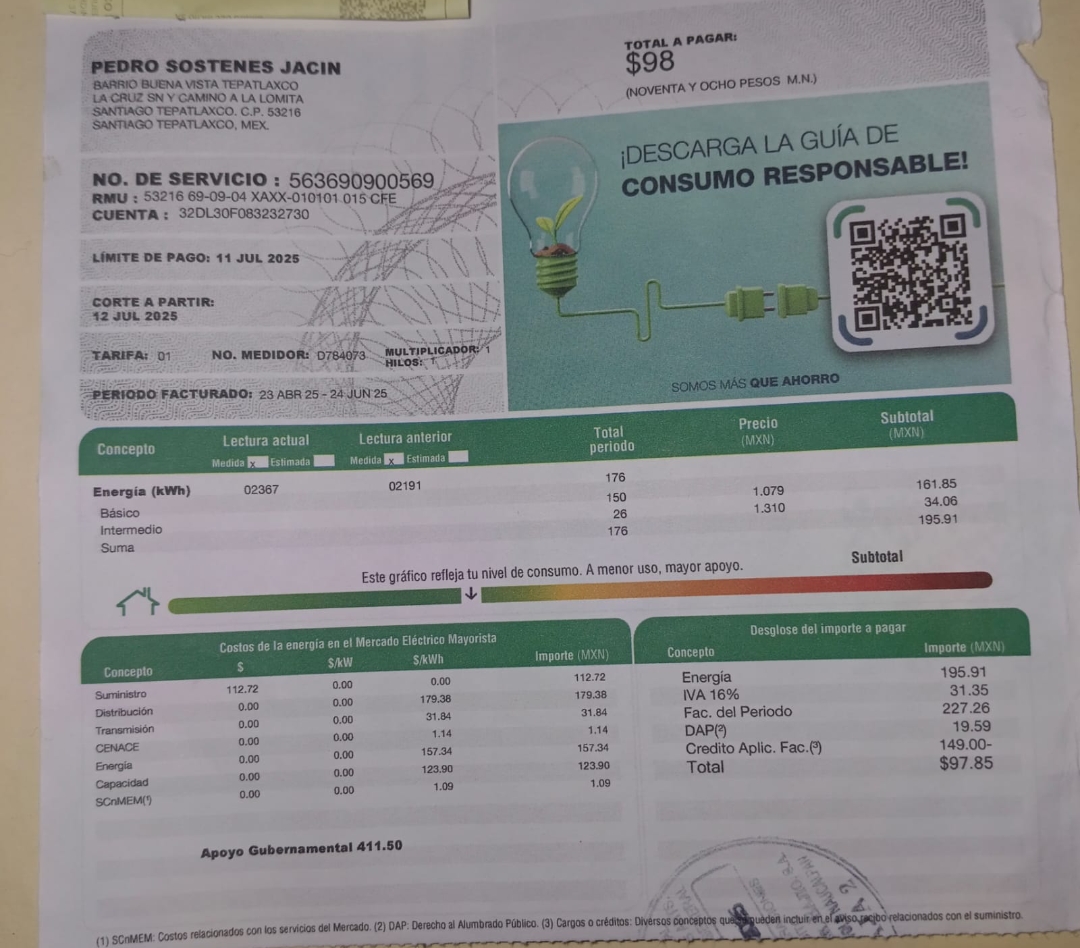 PEDRO SOSTENES JACIN
BARRIO BUENA VISTA TEPATLAXCO
LA CRUZ SN Y CAMINO A LA LOMITA
SANTIAGO TEPATLAXCO. C.P. 53216
SANTIAGO TEPATLAXCO, MEX.
TOTAL A PAGAR:
$98
(NOVENTA Y OCHO PESOS M.N.)
NO. DE SERVICIO : 563690900569
RMU : 53216 69-09-04 XAXX-010101 015 CFE
CUENTA : 32DL30F083232730
LÍMITE DE PAGO: 11 JUL 2025
CORTE A PARTIR:
12 JUL 2025
TARIFA: 01 NO. MEDIDOR: D784073 MULTIPLICADOR: 1
HILOS: 1
PERIODO FACTURADO: 23 ABR 25 - 24 JUN 25
¡DESCARGA LA GUÍA DE
CONSUMO RESPONSABLE!
SOMOS MÁS QUE AHORRO
Concepto Lectura actual Lectura anterior Total periodo Precio (MXN) Subtotal (MXN)
Medida x Estimada Medida x Estimada
Energía (kWh) 02367 02191 176
Básico 150 1.079 161.85
Intermedio 26 1.310 34.06
Suma 176 195.91
Subtotal
Este gráfico refleja tu nivel de consumo. A menor uso, mayor apoyo.
Costos de la energía en el Mercado Eléctrico Mayorista
Concepto $ $/kW $/kWh Importe (MXN)
Suministro 112.72 0.00 0.00 112.72
Distribución 0.00 0.00 179.38 179.38
Transmisión 0.00 0.00 31.84 31.84
CENACE 0.00 0.00 1.14 1.14
Energía 0.00 0.00 157.34 157.34
Capacidad 0.00 0.00 123.90 123.90
SCnMEM(1) 0.00 0.00 1.09 1.09
Apoyo Gubernamental 411.50
Desglose del importe a pagar
Concepto Importe (MXN)
Energía 195.91
IVA 16% 31.35
Fac. del Periodo 227.26
DAP(2) 19.59
Credito Aplic. Fac.(3) 149.00-
Total $97.85
(1) SCnMEM: Costos relacionados con los servicios del Mercado. (2) DAP: Derecho al Alumbrado Público. (3) Cargos o créditos: Diversos conceptos que se pueden incluir en el aviso recibo relacionados con el suministro.